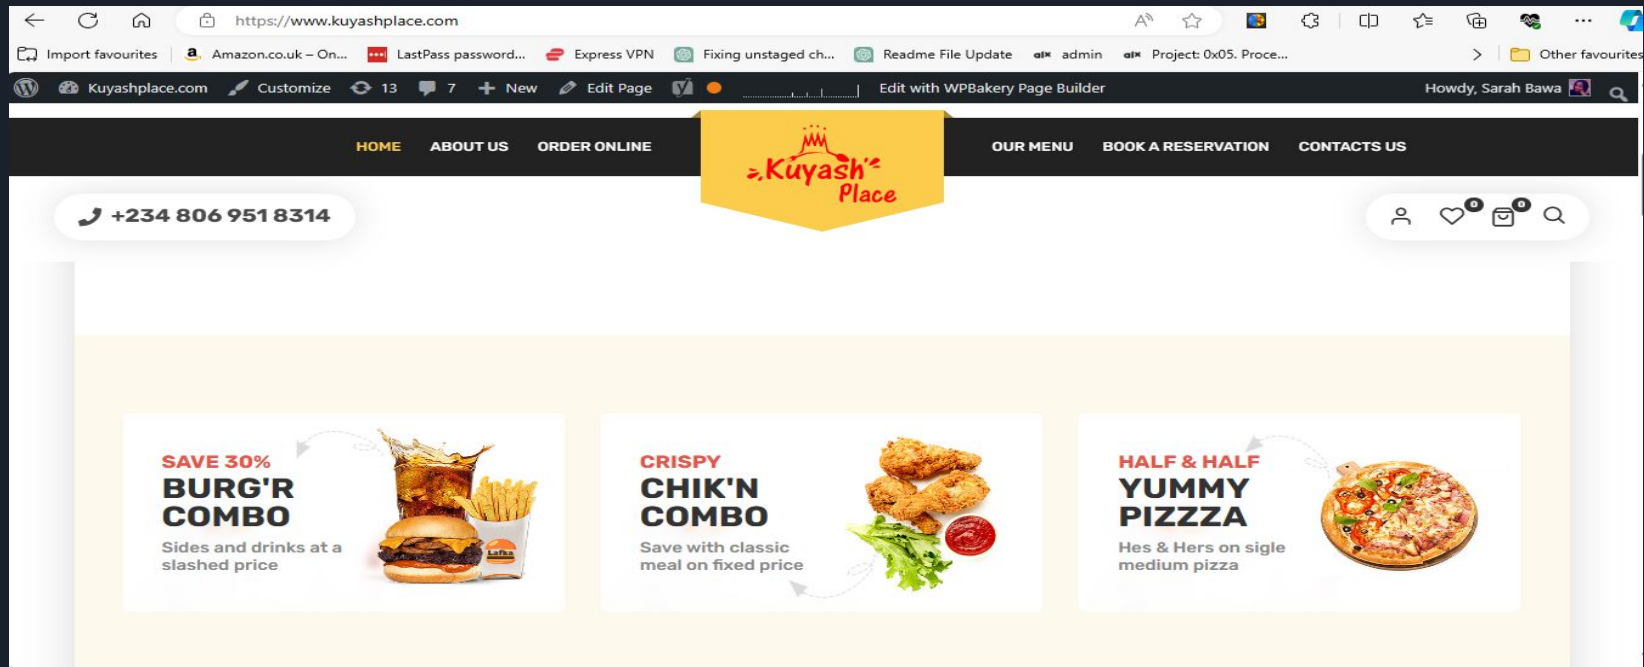 https://www.kuyashplace.com
Import favourites
Amazon.co.uk – On...
LastPass password...
Express VPN
Fixing unstaged ch...
Readme File Update
alx admin
alx Project: 0x05. Proce...
Other favourites
Kuyashplace.com
Customize
13
7
New
Edit Page
Edit with WPBakery Page Builder
Howdy, Sarah Bawa
HOME
ABOUT US
ORDER ONLINE
Kuyash
Place
OUR MENU
BOOK A RESERVATION
CONTACTS US
+234 806 951 8314
0
0
SAVE 30%
BURG'R
COMBO
Sides and drinks at a
slashed price
Lafka
CRISPY
CHIK'N
COMBO
Save with classic
meal on fixed price
HALF & HALF
YUMMY
PIZZZA
Hes & Hers on sigle
medium pizza